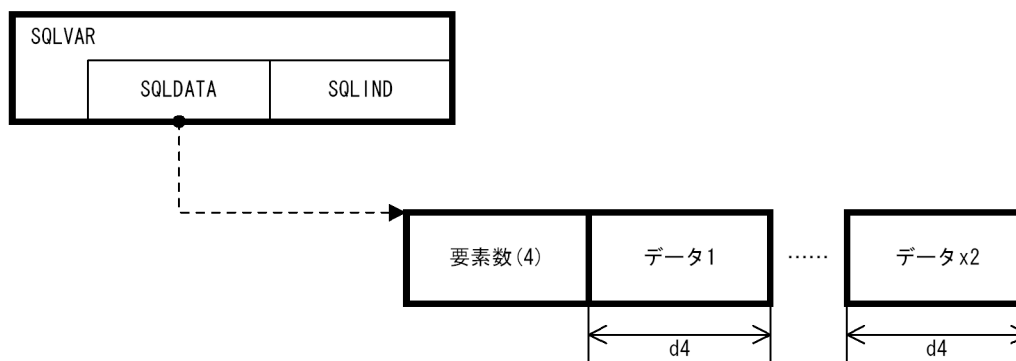 SQLVAR
SQLDATA
SQLIND
要素数(4)
データ1
……
データx2
d4
d4